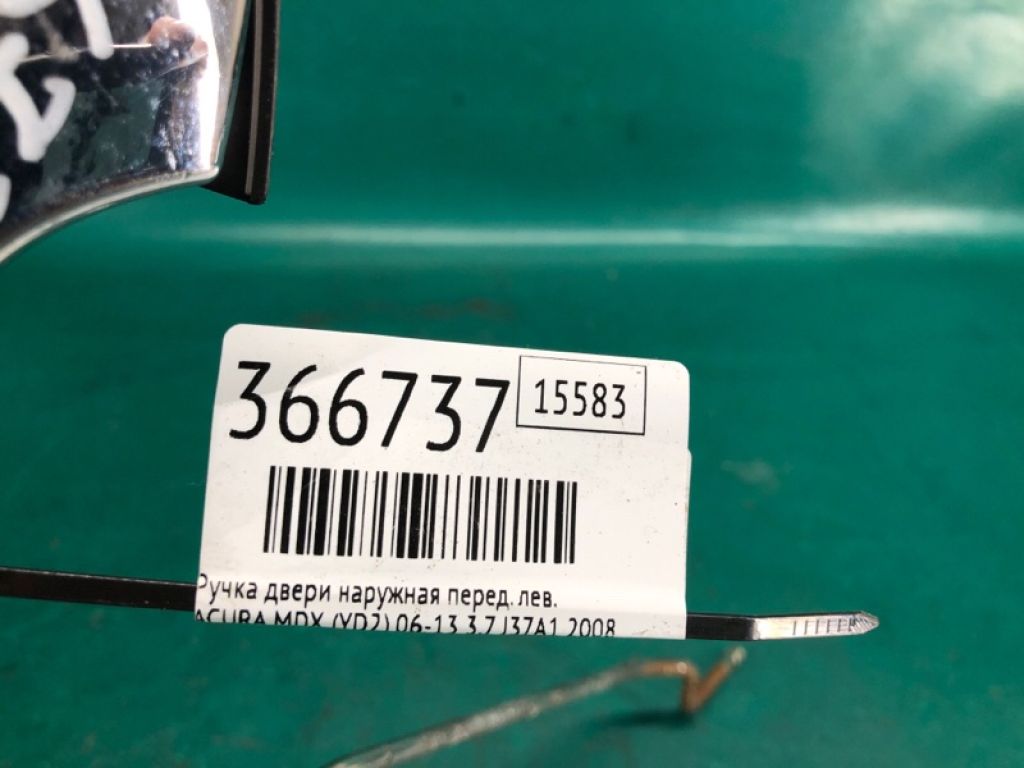 366737 15583
Ручка двери наружная перед. лев.
ACURA MDX (YD2) 06-13 3.7 J37A1 2008